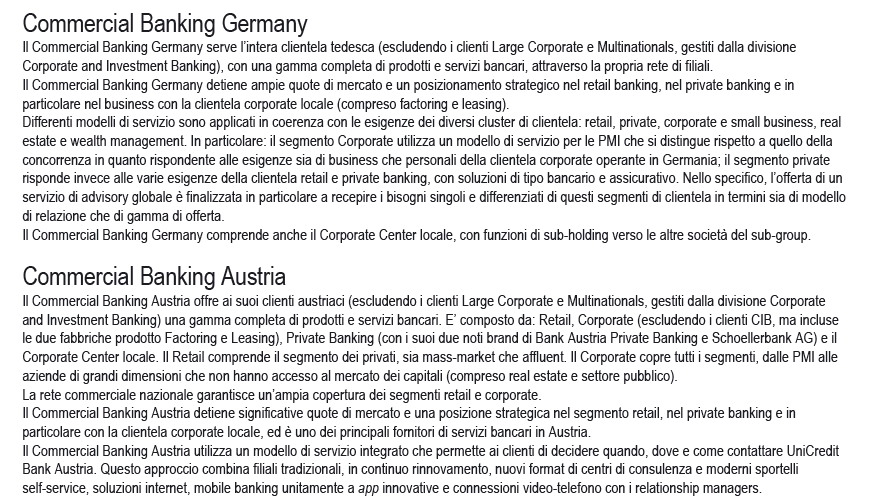 Commercial Banking Germany
Il Commercial Banking Germany serve l’intera clientela tedesca (escludendo i clienti Large Corporate e Multinationals, gestiti dalla divisione
Corporate and Investment Banking), con una gamma completa di prodotti e servizi bancari, attraverso la propria rete di filiali.
Il Commercial Banking Germany detiene ampie quote di mercato e un posizionamento strategico nel retail banking, nel private banking e in
particolare nel business con la clientela corporate locale (compreso factoring e leasing).
Differenti modelli di servizio sono applicati in coerenza con le esigenze dei diversi cluster di clientela: retail, private, corporate e small business, real
estate e wealth management. In particolare: il segmento Corporate utilizza un modello di servizio per le PMI che si distingue rispetto a quello della
concorrenza in quanto rispondente alle esigenze sia di business che personali della clientela corporate operante in Germania; il segmento private
risponde invece alle varie esigenze della clientela retail e private banking, con soluzioni di tipo bancario e assicurativo. Nello specifico, l’offerta di un
servizio di advisory globale è finalizzata in particolare a recepire i bisogni singoli e differenziati di questi segmenti di clientela in termini sia di modello
di relazione che di gamma di offerta.
Il Commercial Banking Germany comprende anche il Corporate Center locale, con funzioni di sub-holding verso le altre società del sub-group.
Commercial Banking Austria
Il Commercial Banking Austria offre ai suoi clienti austriaci (escludendo i clienti Large Corporate e Multinationals, gestiti dalla divisione Corporate
and Investment Banking) una gamma completa di prodotti e servizi bancari. E’ composto da: Retail, Corporate (escludendo i clienti CIB, ma incluse
le due fabbriche prodotto Factoring e Leasing), Private Banking (con i suoi due noti brand di Bank Austria Private Banking e Schoellerbank AG) e il
Corporate Center locale. Il Retail comprende il segmento dei privati, sia mass-market che affluent. Il Corporate copre tutti i segmenti, dalle PMI alle
aziende di grandi dimensioni che non hanno accesso al mercato dei capitali (compreso real estate e settore pubblico).
La rete commerciale nazionale garantisce un’ampia copertura dei segmenti retail e corporate.
Il Commercial Banking Austria detiene significative quote di mercato e una posizione strategica nel segmento retail, nel private banking e in
particolare con la clientela corporate locale, ed è uno dei principali fornitori di servizi bancari in Austria.
Il Commercial Banking Austria utilizza un modello di servizio integrato che permette ai clienti di decidere quando, dove e come contattare UniCredit
Bank Austria. Questo approccio combina filiali tradizionali, in continuo rinnovamento, nuovi format di centri di consulenza e moderni sportelli
self-service, soluzioni internet, mobile banking unitamente a app innovative e connessioni video-telefono con i relationship managers.